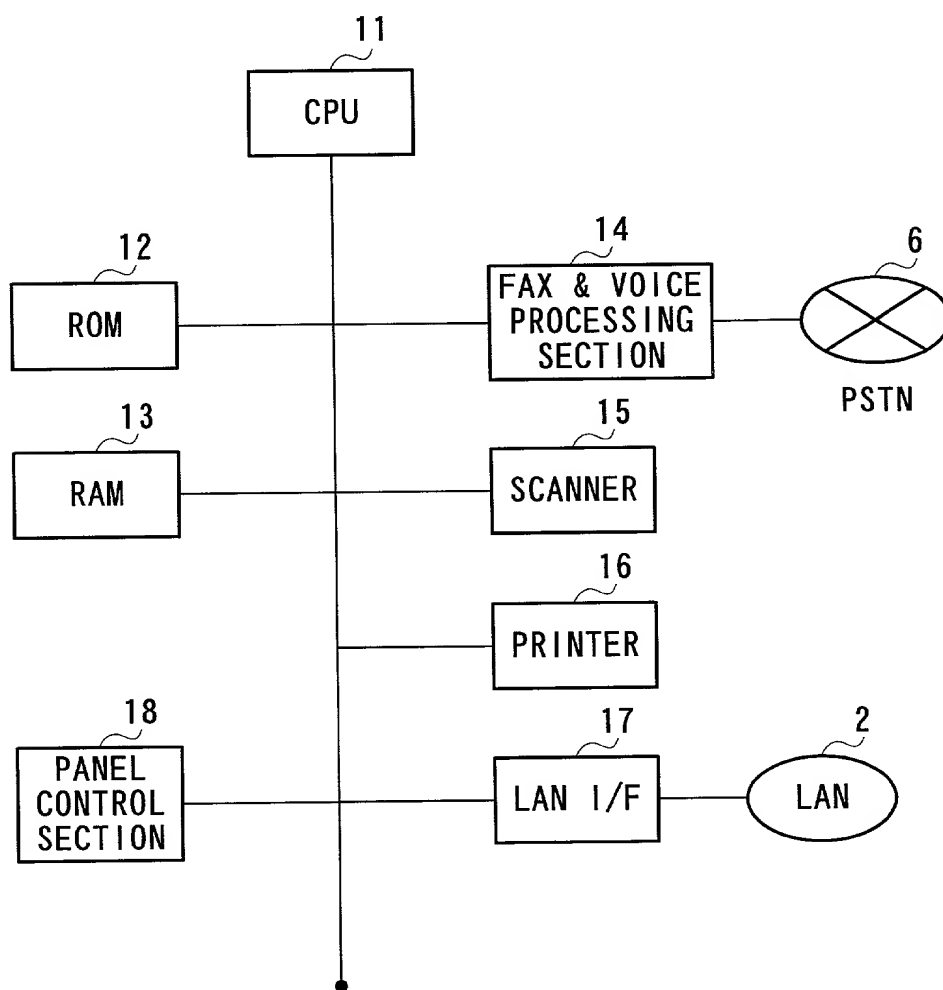 11
CPU
12
ROM
14
FAX & VOICE
PROCESSING
SECTION
6
PSTN
13
RAM
15
SCANNER
16
PRINTER
18
PANEL
CONTROL
SECTION
17
LAN I/F
2
LAN